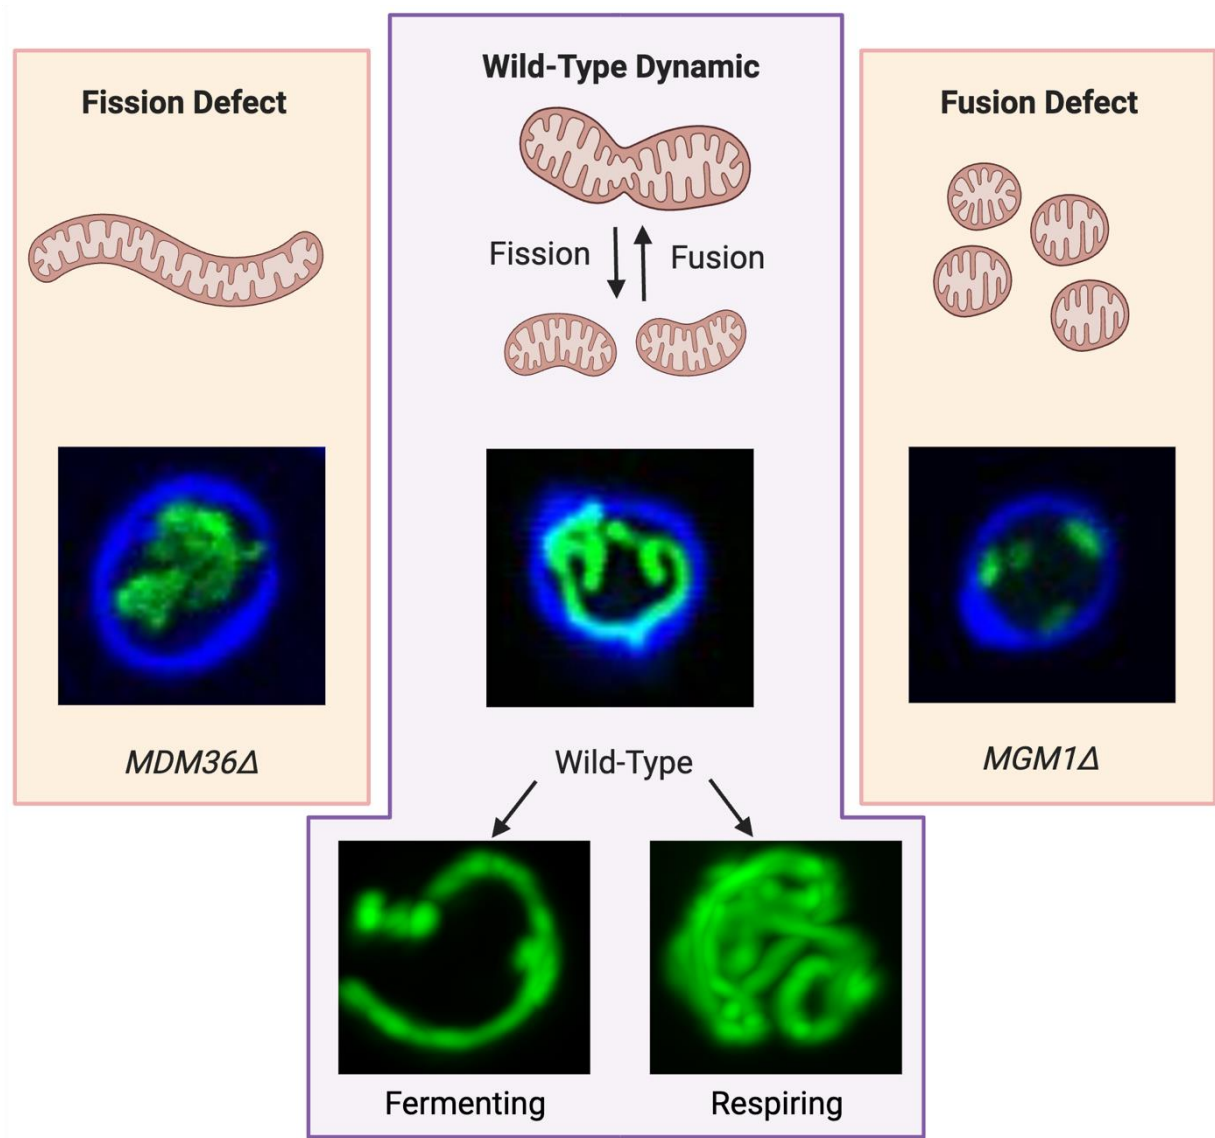 Fission Defect
Wild-Type Dynamic
Fusion Defect
Fission
Fusion
MDM36Δ
Wild-Type
MGM1Δ
Fermenting
Respiring